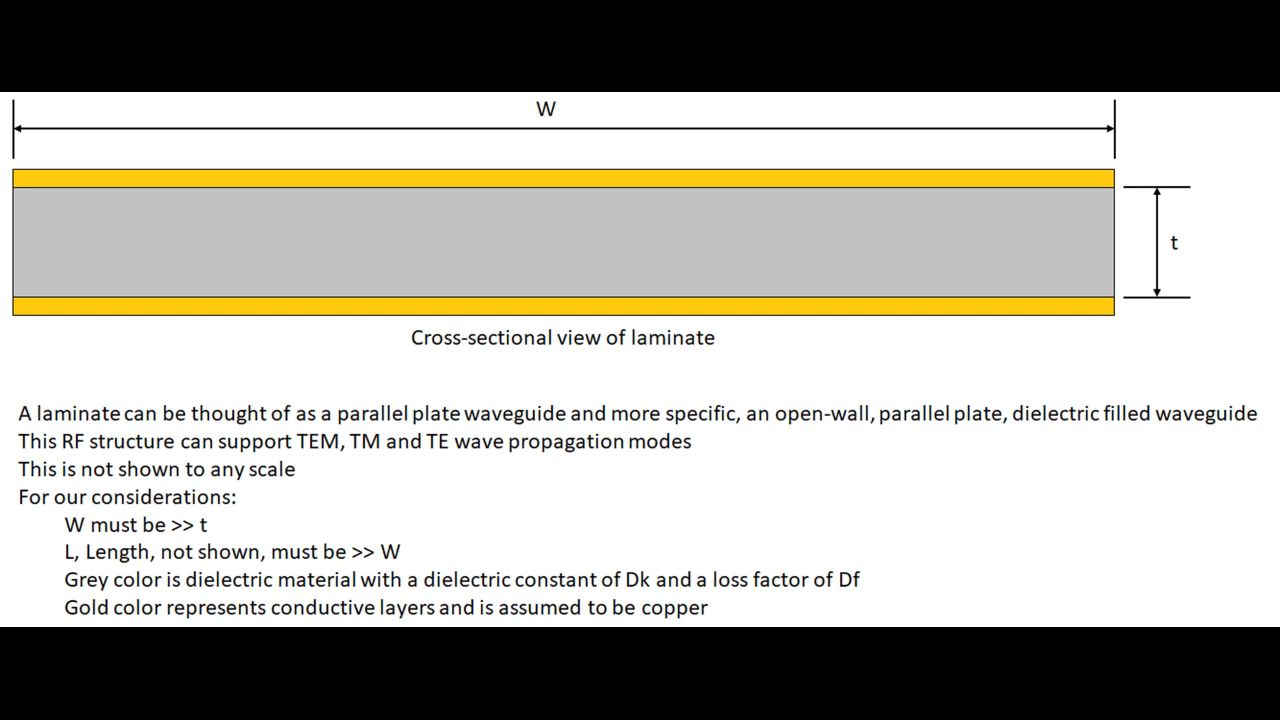 W
t
Cross-sectional view of laminate
A laminate can be thought of as a parallel plate waveguide and more specific, an open-wall, parallel plate, dielectric filled waveguide
This RF structure can support TEM, TM and TE wave propagation modes
This is not shown to any scale
For our considerations:
W must be >> t
L, Length, not shown, must be >> W
Grey color is dielectric material with a dielectric constant of Dk and a loss factor of Df
Gold color represents conductive layers and is assumed to be copper